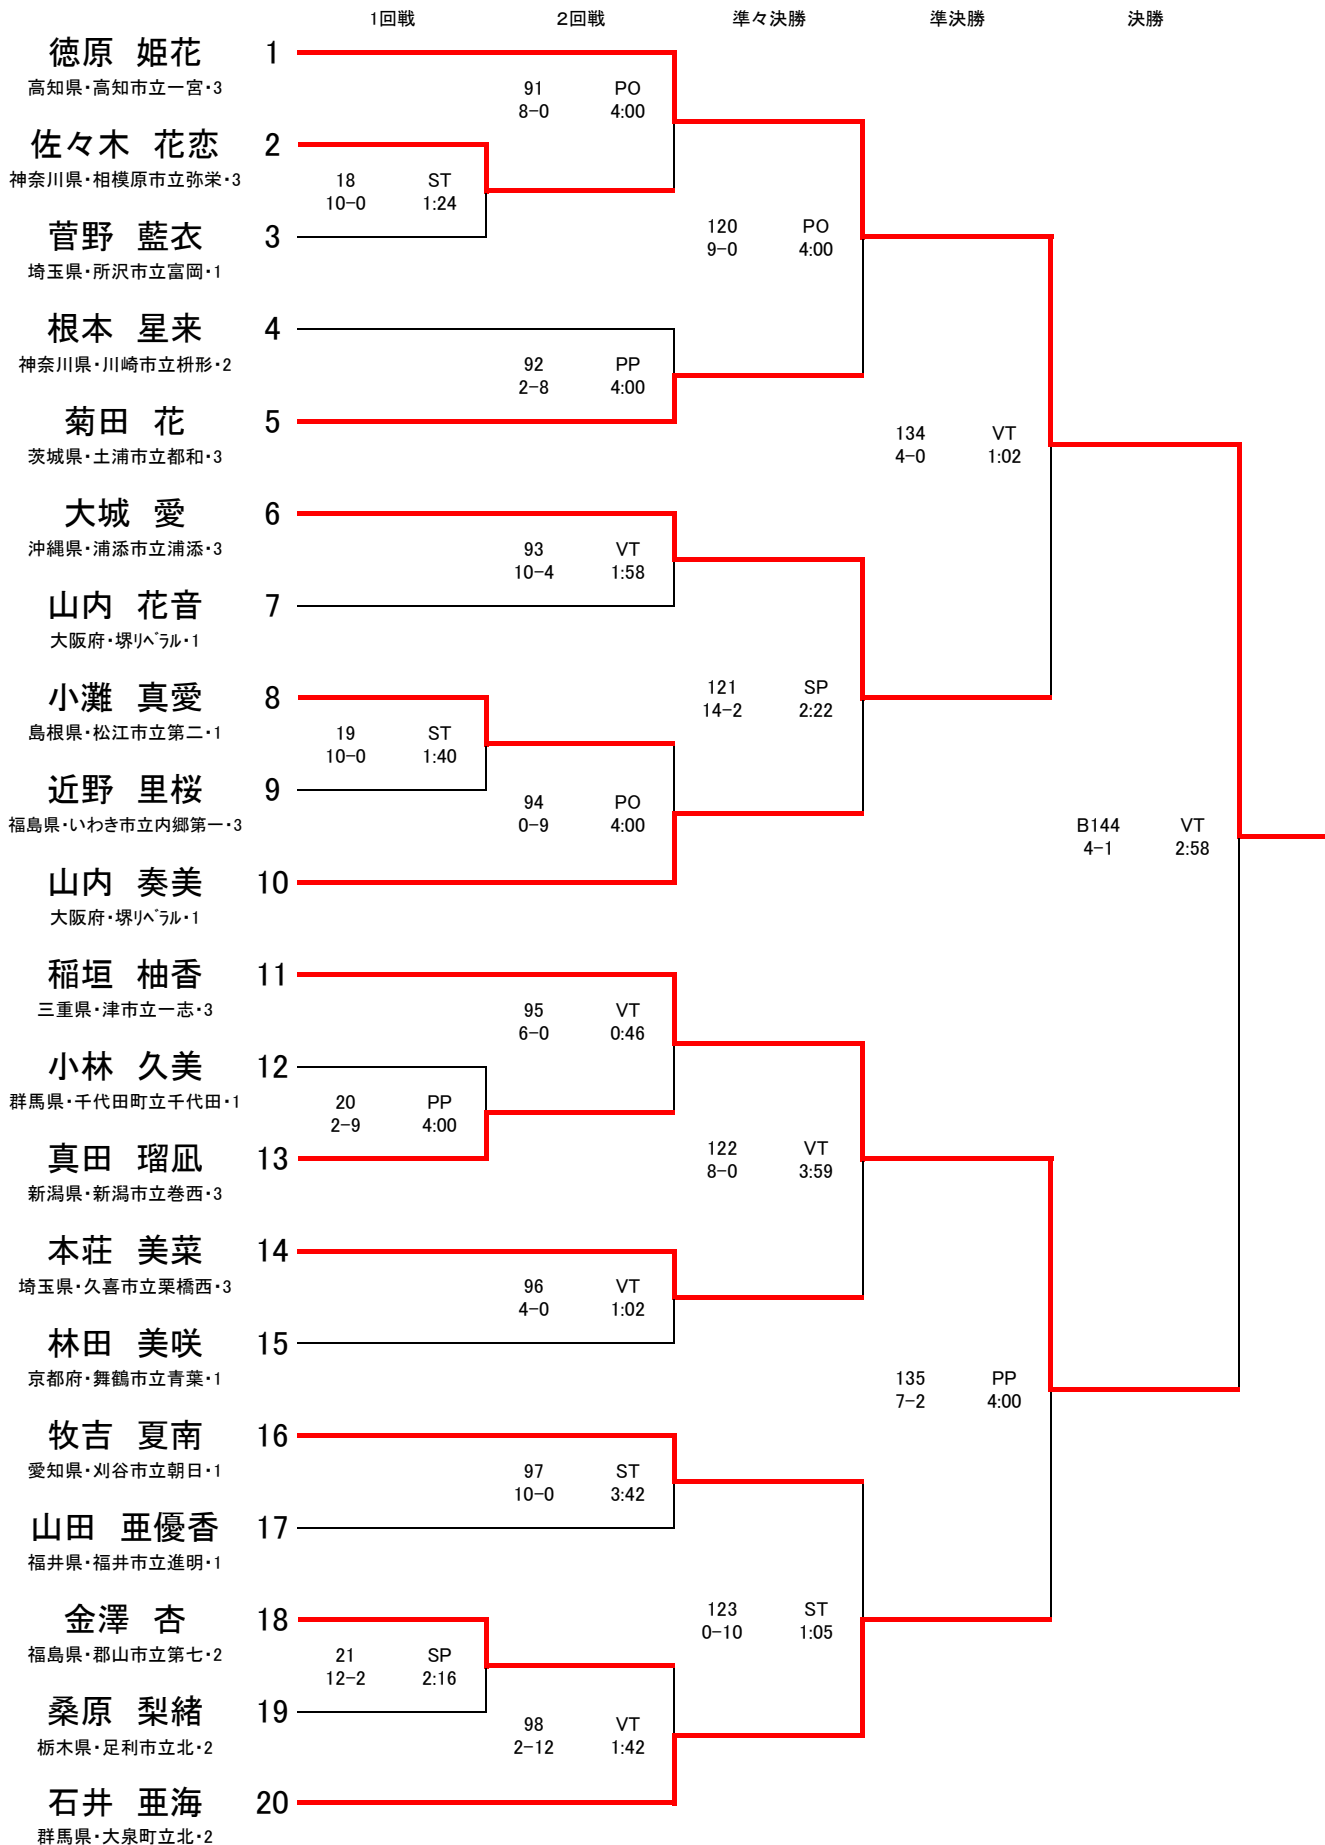 1回戦 2回戦 準々決勝 準決勝 決勝
徳原 姫花 1
高知県・高知市立一宮・3
91 PO
8-0 4:00
佐々木 花恋 2
神奈川県・相模原市立弥栄・3
18 ST
10-0 1:24
菅野 藍衣 3
埼玉県・所沢市立富岡・1
120 PO
9-0 4:00
根本 星来 4
神奈川県・川崎市立枡形・2
92 PP
2-8 4:00
菊田 花 5
茨城県・土浦市立都和・3
134 VT
4-0 1:02
大城 愛 6
沖縄県・浦添市立浦添・3
93 VT
10-4 1:58
山内 花音 7
大阪府・堺リベラル・1
小灘 真愛 8
島根県・松江市立第二・1
121 SP
14-2 2:22
19 ST
10-0 1:40
近野 里桜 9
福島県・いわき市立内郷第一・3
94 PO
0-9 4:00
B144 VT
4-1 2:58
山内 奏美 10
大阪府・堺リベラル・1
稲垣 柚香 11
三重県・津市立一志・3
95 VT
6-0 0:46
小林 久美 12
群馬県・千代田町立千代田・1
20 PP
2-9 4:00
真田 瑠凪 13
新潟県・新潟市立巻西・3
122 VT
8-0 3:59
本荘 美菜 14
埼玉県・久喜市立栗橋西・3
96 VT
4-0 1:02
林田 美咲 15
京都府・舞鶴市立青葉・1
135 PP
7-2 4:00
牧吉 夏南 16
愛知県・刈谷市立朝日・1
97 ST
10-0 3:42
山田 亜優香 17
福井県・福井市立進明・1
金澤 杏 18
福島県・郡山市立第七・2
123 ST
0-10 1:05
21 SP
12-2 2:16
桑原 梨緒 19
栃木県・足利市立北・2
98 VT
2-12 1:42
石井 亜海 20
群馬県・大泉町立北・2